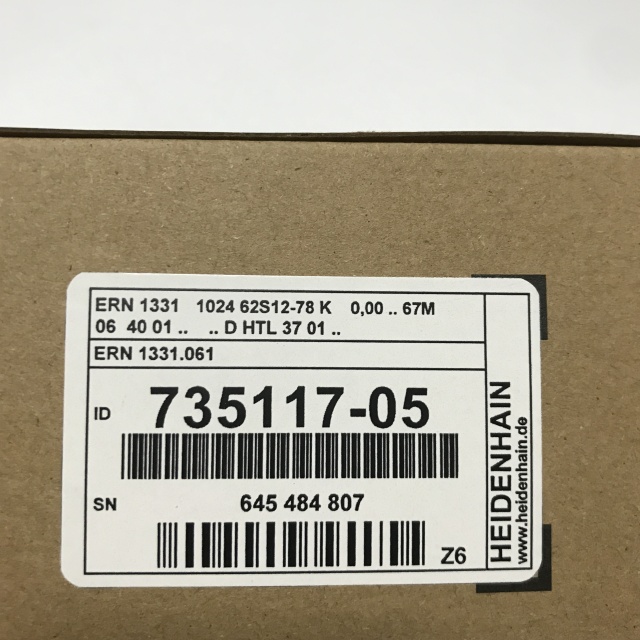 ERN 1331 1024 62S12-78 K 0,00 .. 67M
06 40 01 .. .. D HTL 37 01 ..
ERN 1331.061
ID 735117-05
SN 645 484 807
Z6
HEIDENHAIN
www.heidenhain.de